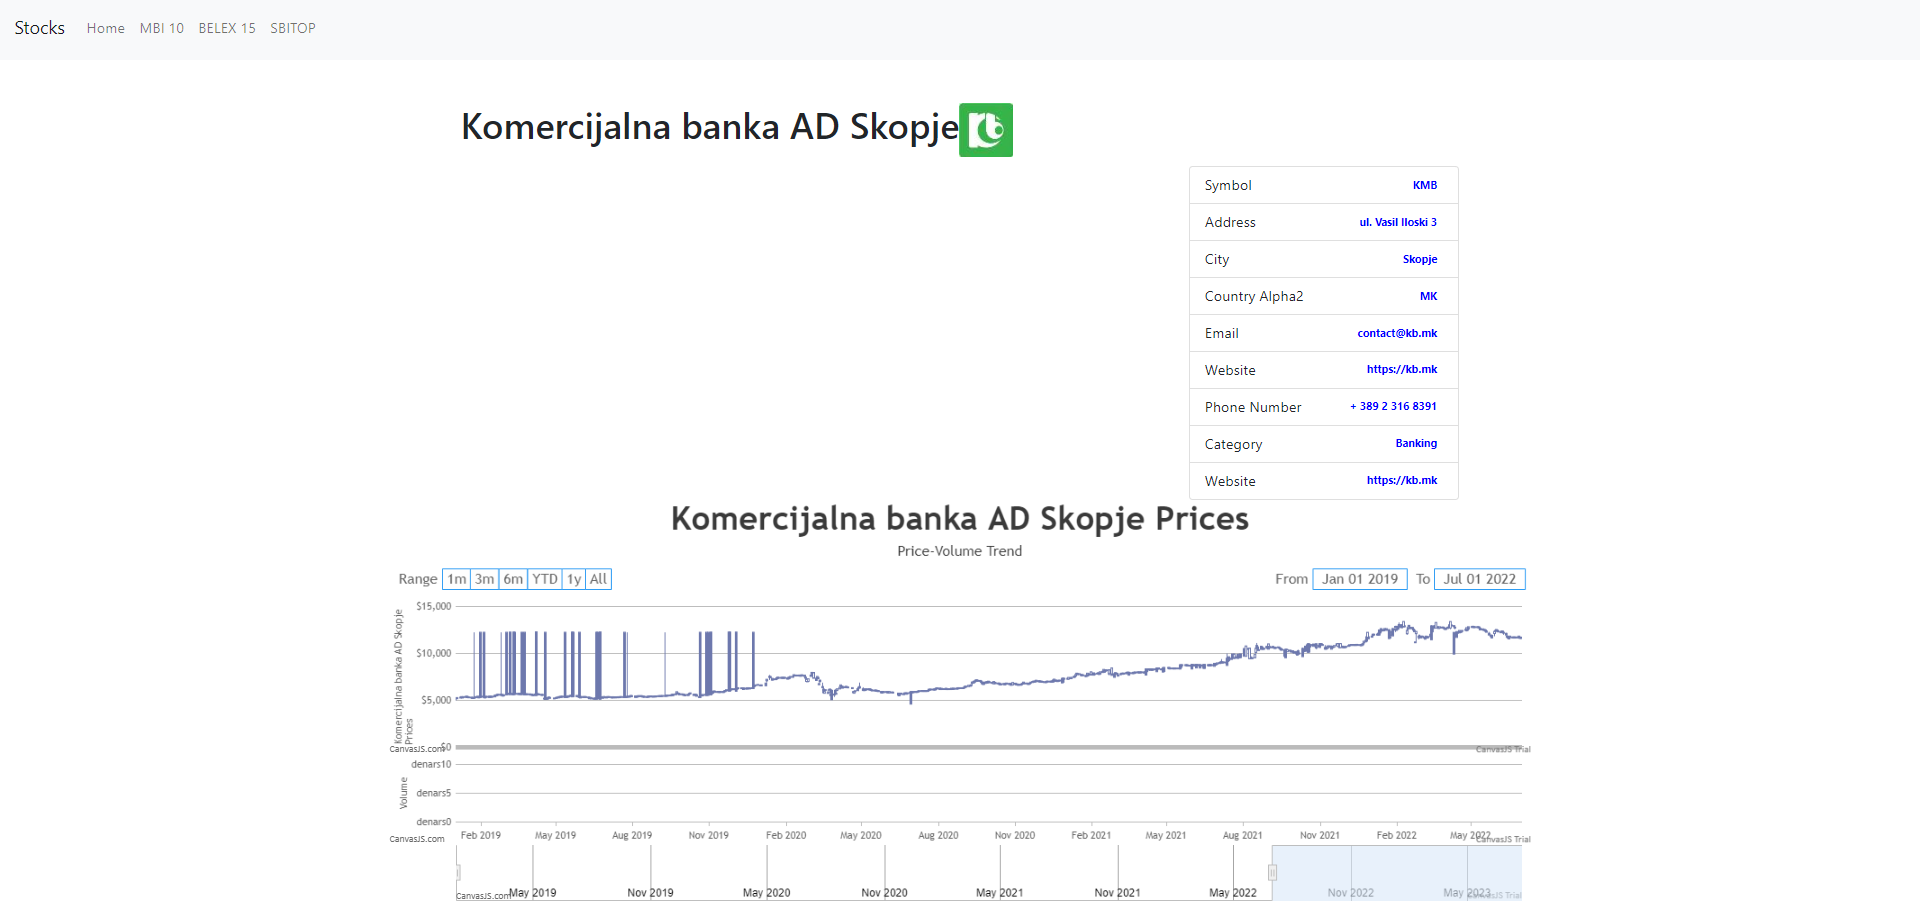 Stocks Home MBI 10 BELEX 15 SBITOP
Komercijalna banka AD Skopje
Symbol KMB
Address ul. Vasil Iloski 3
City Skopje
Country Alpha2 MK
Email contact@kb.mk
Website https://kb.mk
Phone Number + 389 2 316 8391
Category Banking
Website https://kb.mk
Komercijalna banka AD Skopje Prices
Price-Volume Trend
Range 1m 3m 6m YTD 1y All From Jan 01 2019 To Jul 01 2022
Komercijalna banka AD Skopje
Prices
$15,000
$10,000
$5,000
$0
CanvasJS.com CanvasJS Trial
Volume
denars10
denars5
denars0
Feb 2019 May 2019 Aug 2019 Nov 2019 Feb 2020 May 2020 Aug 2020 Nov 2020 Feb 2021 May 2021 Aug 2021 Nov 2021 Feb 2022 May 2022
CanvasJS.com CanvasJS Trial
May 2019 Nov 2019 May 2020 Nov 2020 May 2021 Nov 2021 May 2022 Nov 2022 May 2023
CanvasJS.com CanvasJS Trial